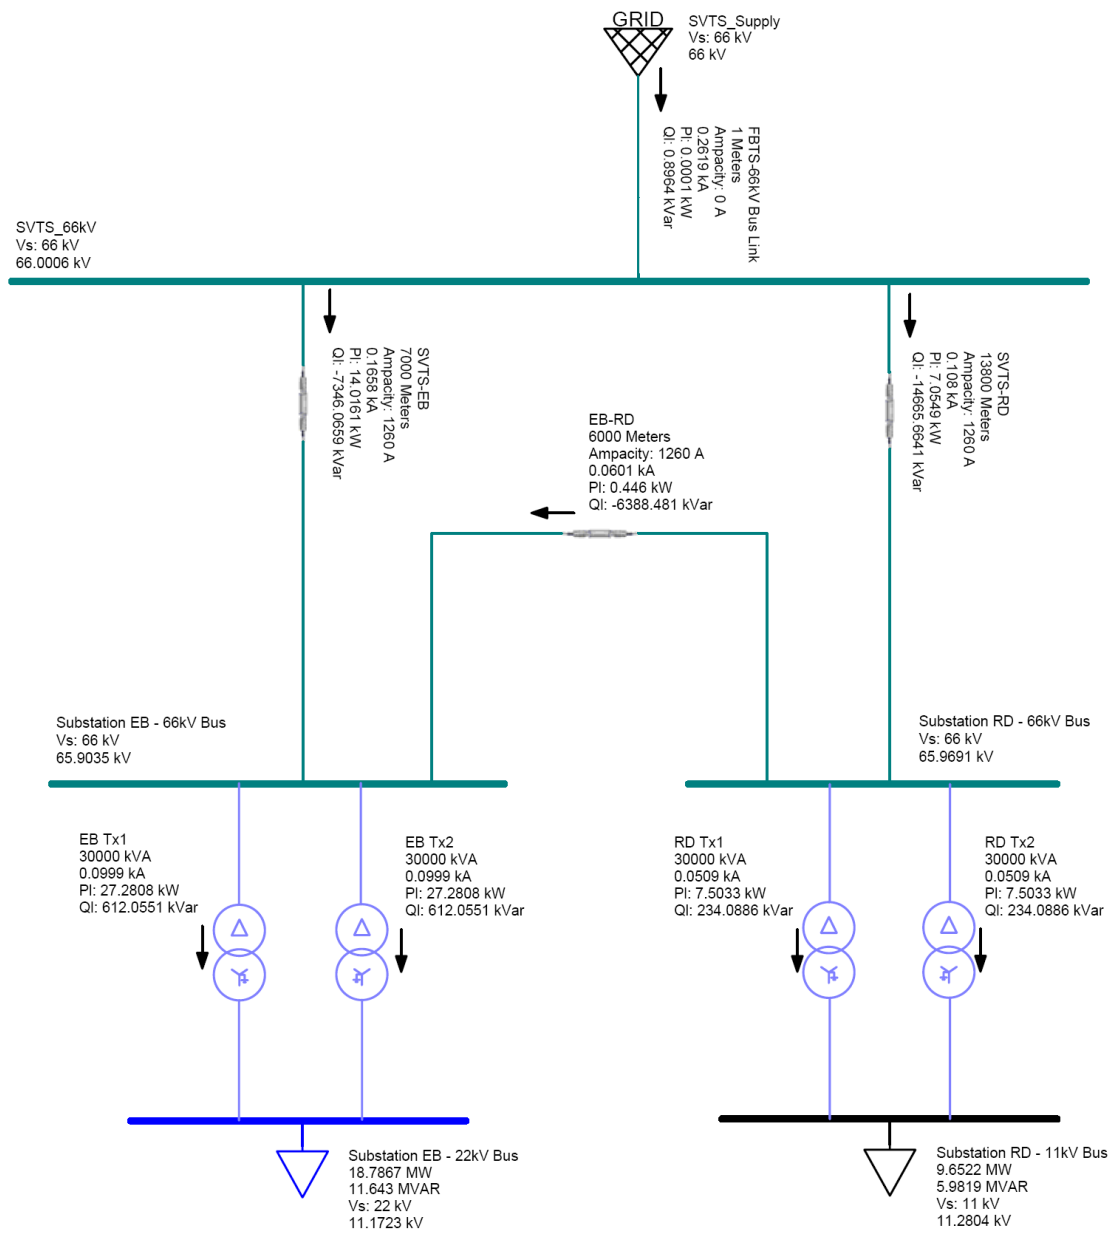 GRID
SVTS_Supply
Vs: 66 kV
66 kV
FBTS-66kV Bus Link
1 Meters
Ampacity: 0 A
0.2619 kA
Pl: 0.0001 kW
Ql: 0.8964 kVar
SVTS_66kV
Vs: 66 kV
66.0006 kV
SVTS-EB
7000 Meters
Ampacity: 1260 A
0.1658 kA
Pl: 14.0161 kW
Ql: -7346.0659 kVar
SVTS-RD
13800 Meters
Ampacity: 1260 A
0.108 kA
Pl: 7.0549 kW
Ql: -14665.6641 kVar
EB-RD
6000 Meters
Ampacity: 1260 A
0.0601 kA
Pl: 0.446 kW
Ql: -6388.481 kVar
Substation EB - 66kV Bus
Vs: 66 kV
65.9035 kV
Substation RD - 66kV Bus
Vs: 66 kV
65.9691 kV
EB Tx1
30000 kVA
0.0999 kA
Pl: 27.2808 kW
Ql: 612.0551 kVar
EB Tx2
30000 kVA
0.0999 kA
Pl: 27.2808 kW
Ql: 612.0551 kVar
RD Tx1
30000 kVA
0.0509 kA
Pl: 7.5033 kW
Ql: 234.0886 kVar
RD Tx2
30000 kVA
0.0509 kA
Pl: 7.5033 kW
Ql: 234.0886 kVar
Substation EB - 22kV Bus
18.7867 MW
11.643 MVAR
Vs: 22 kV
11.1723 kV
Substation RD - 11kV Bus
9.6522 MW
5.9819 MVAR
Vs: 11 kV
11.2804 kV